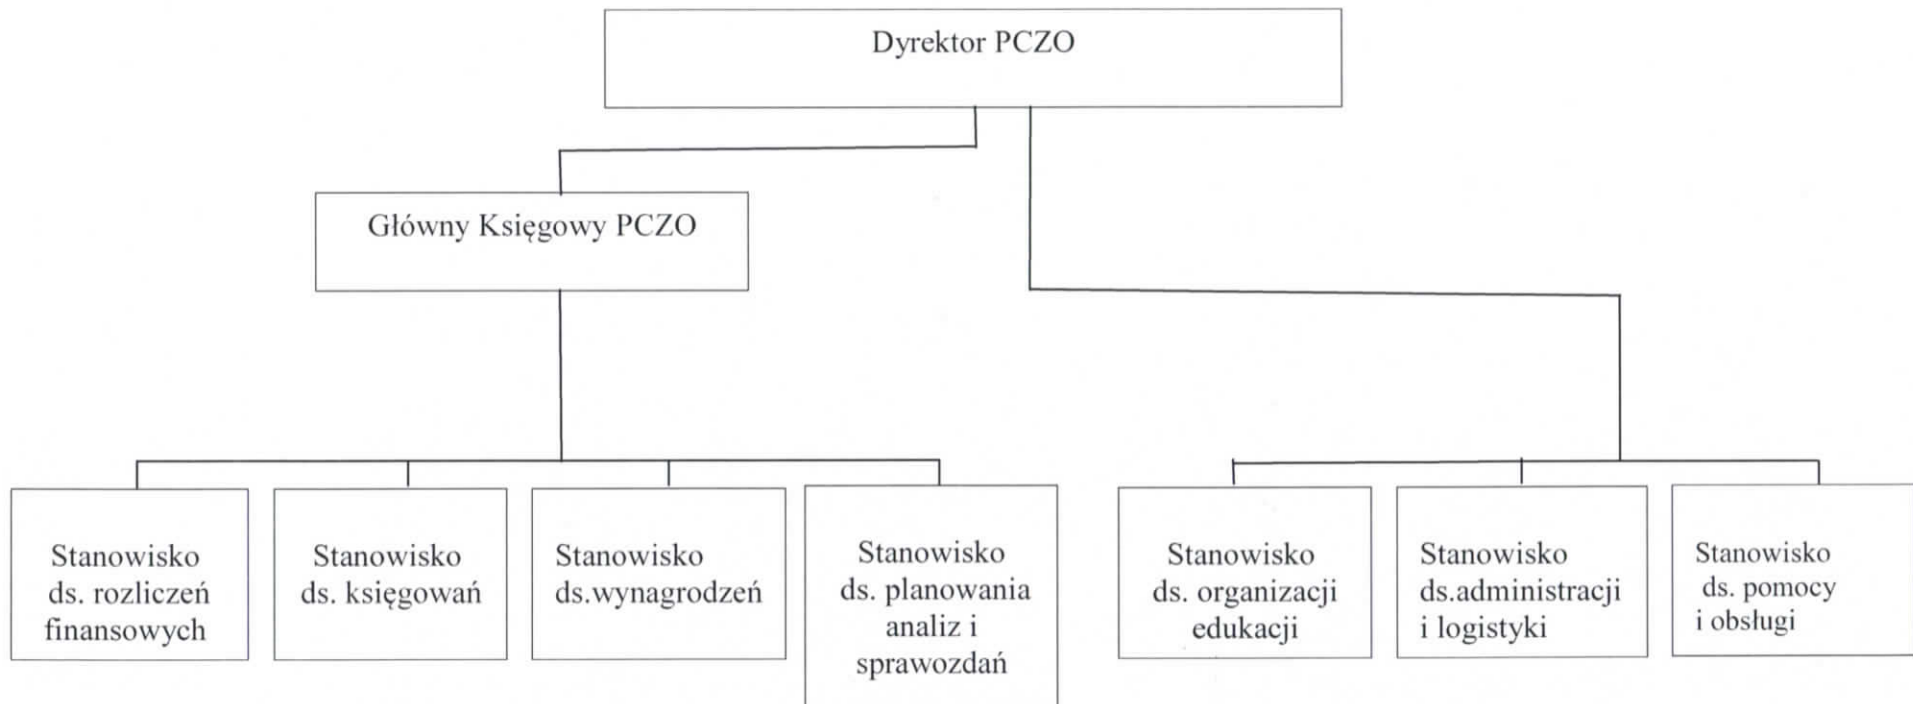 Dyrektor PCZO
Główny Księgowy PCZO
Stanowisko
ds. rozliczeń
finansowych
Stanowisko
ds. księgowań
Stanowisko
ds.wynagrodzeń
Stanowisko
ds. planowania
analiz i
sprawozdań
Stanowisko
ds. organizacji
edukacji
Stanowisko
ds.administracji
i logistyki
Stanowisko
ds. pomocy
i obsługi